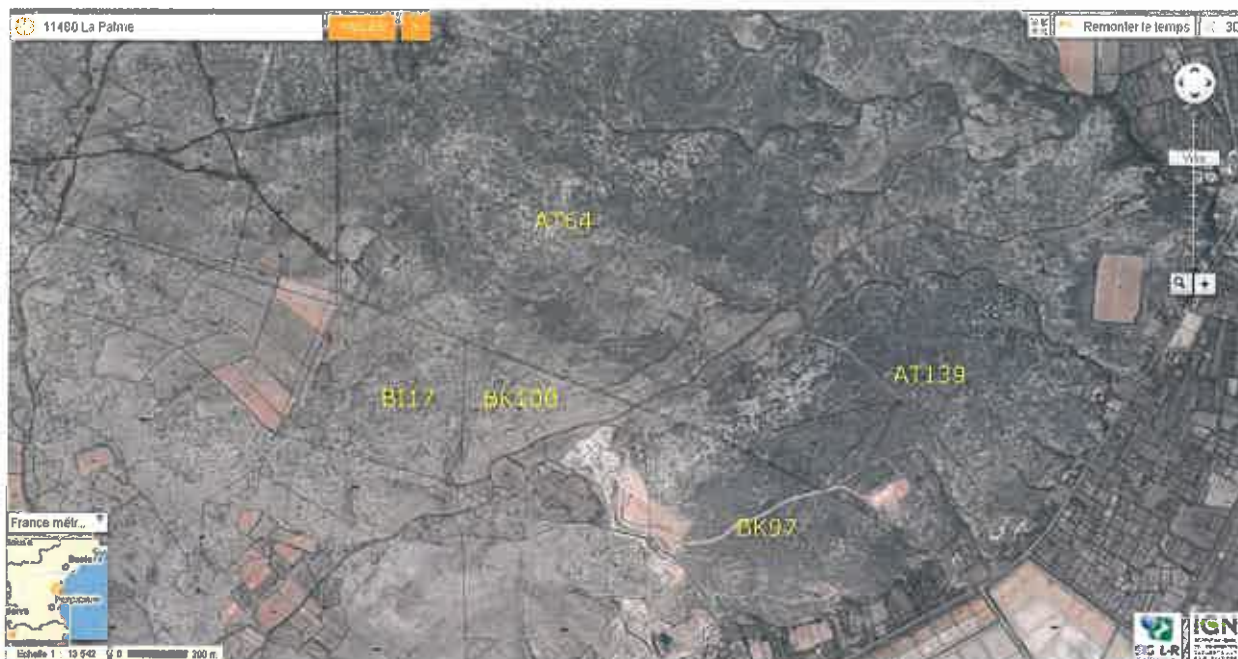 11480 La Palme
Remonter le temps
3D
AT64
AT139
BI17
BK100
BK97
France métr...
Echelle 1 : 13 542
0
200 m
IGN